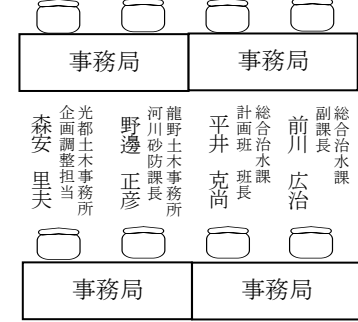 事務局
事務局
総合治水課
副課長
前川 広治
総合治水課
計画班 班長
平井 克尚
龍野土木事務所
河川砂防課長
野邊 正彦
光都土木事務所
企画調整担当
森安 里夫
事務局
事務局